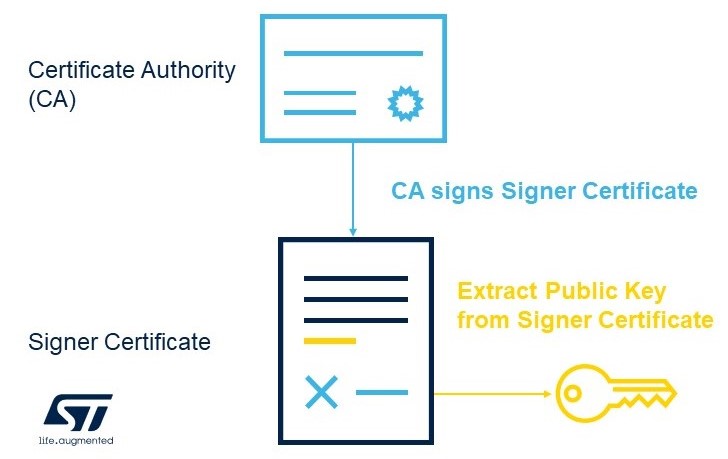 Certificate Authority
(CA)
CA signs Signer Certificate
Extract Public Key
from Signer Certificate
Signer Certificate
ST
life.augmented